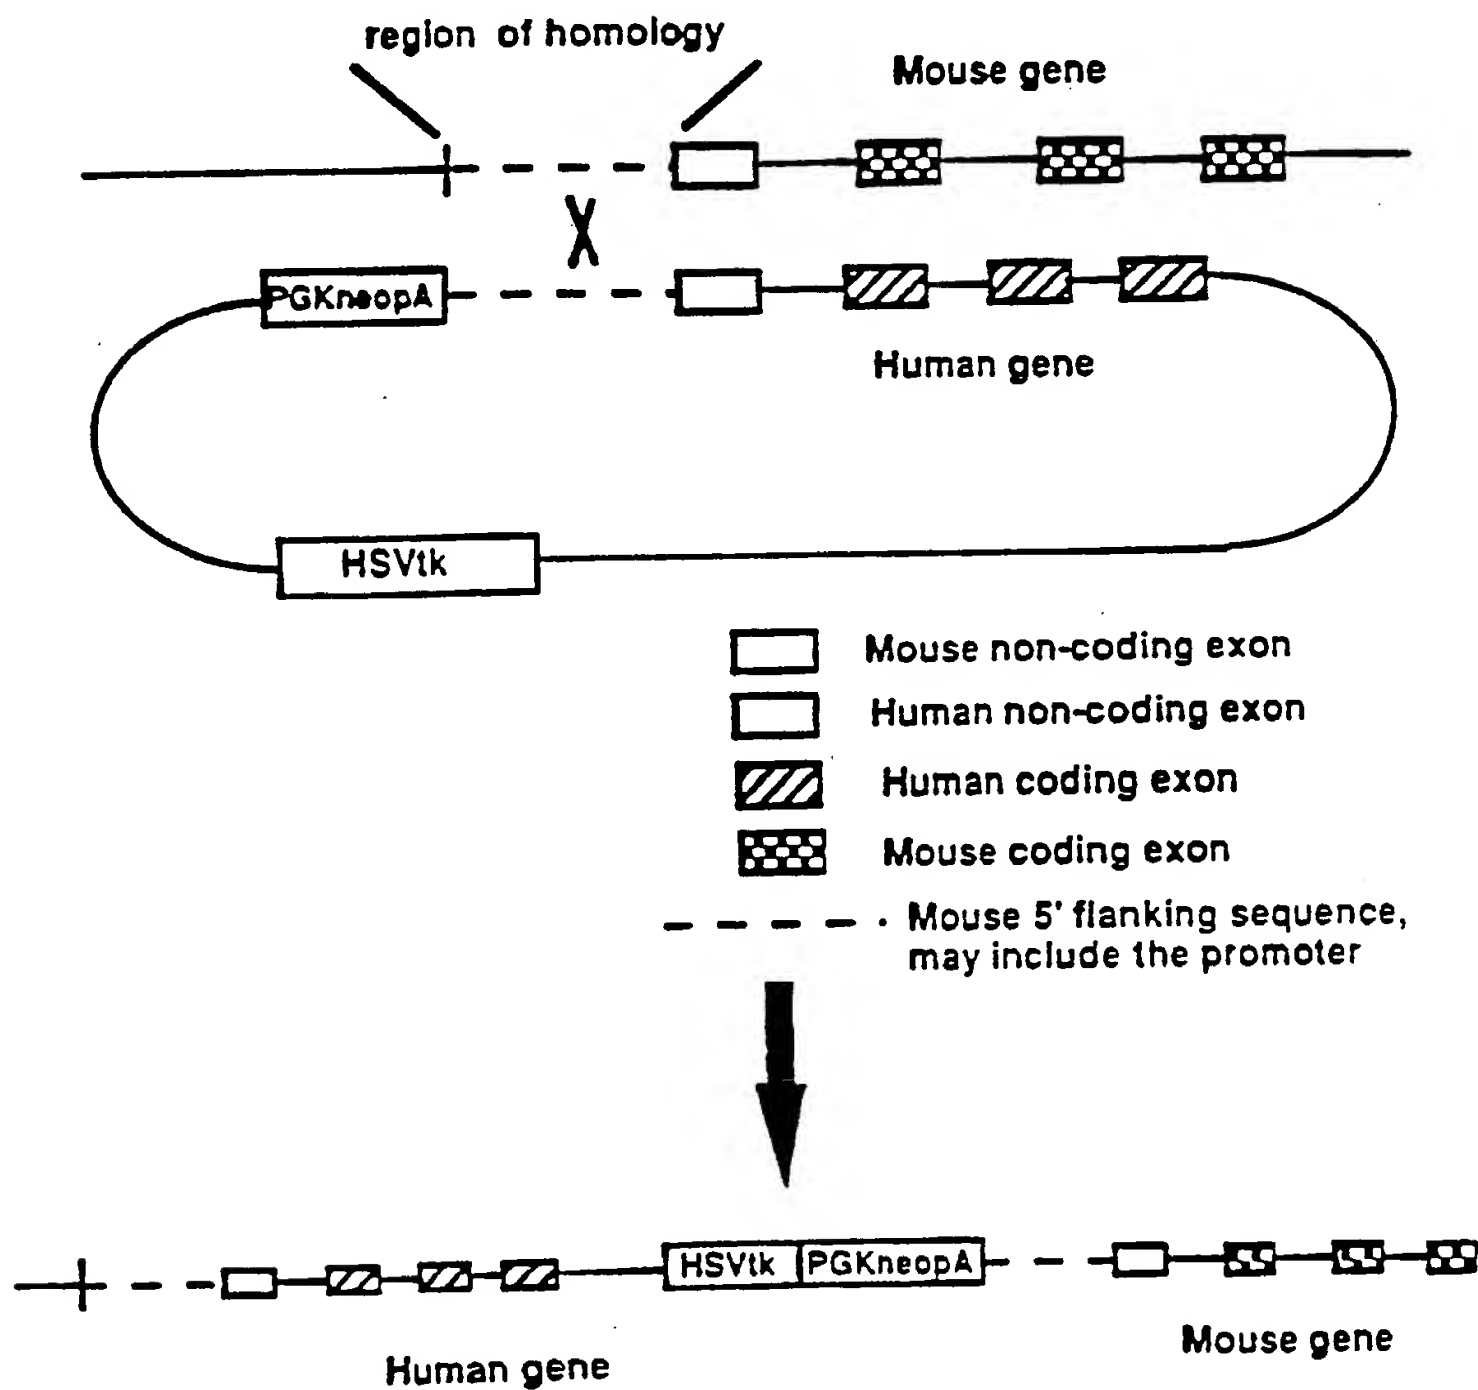 region of homology
Mouse gene
X
PGKneopA
Human gene
HSVtk
Mouse non-coding exon
Human non-coding exon
Human coding exon
Mouse coding exon
Mouse 5' flanking sequence,
may include the promoter
HSVtk PGKneopA
Mouse gene
Human gene